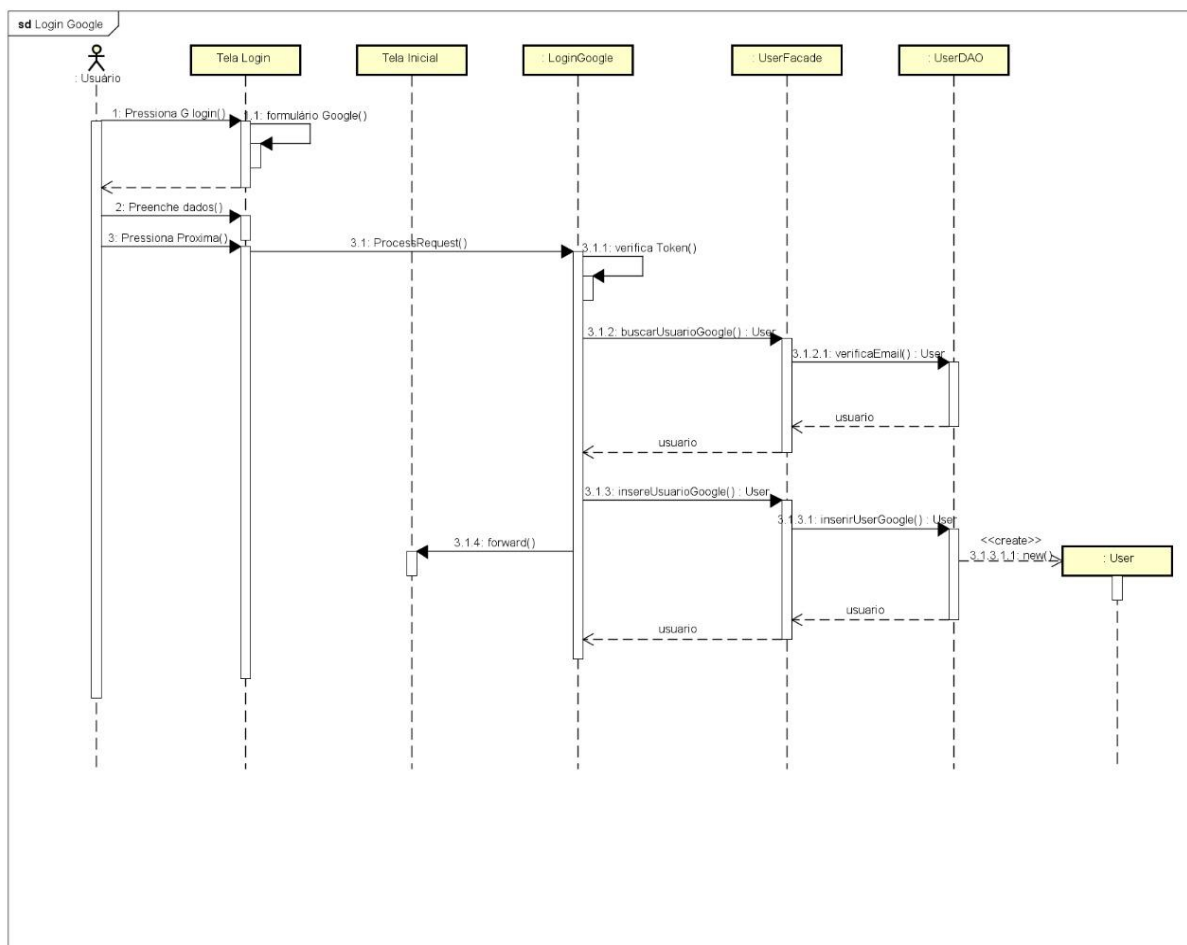 sd Login Google
: Usuário
Tela Login
Tela Inicial
: LoginGoogle
: UserFacade
: UserDAO
1: Pressiona G login()
1.1: formulário Google()
2: Preenche dados()
3: Pressiona Proxima()
3.1: ProcessRequest()
3.1.1: verifica Token()
3.1.2: buscarUsuarioGoogle() : User
3.1.2.1: verificaEmail() : User
usuario
usuario
3.1.3: insereUsuarioGoogle() : User
3.1.3.1: inserirUserGoogle() : User
3.1.4: forward()
<<create>>
3.1.3.1.1: new()
: User
usuario
usuario